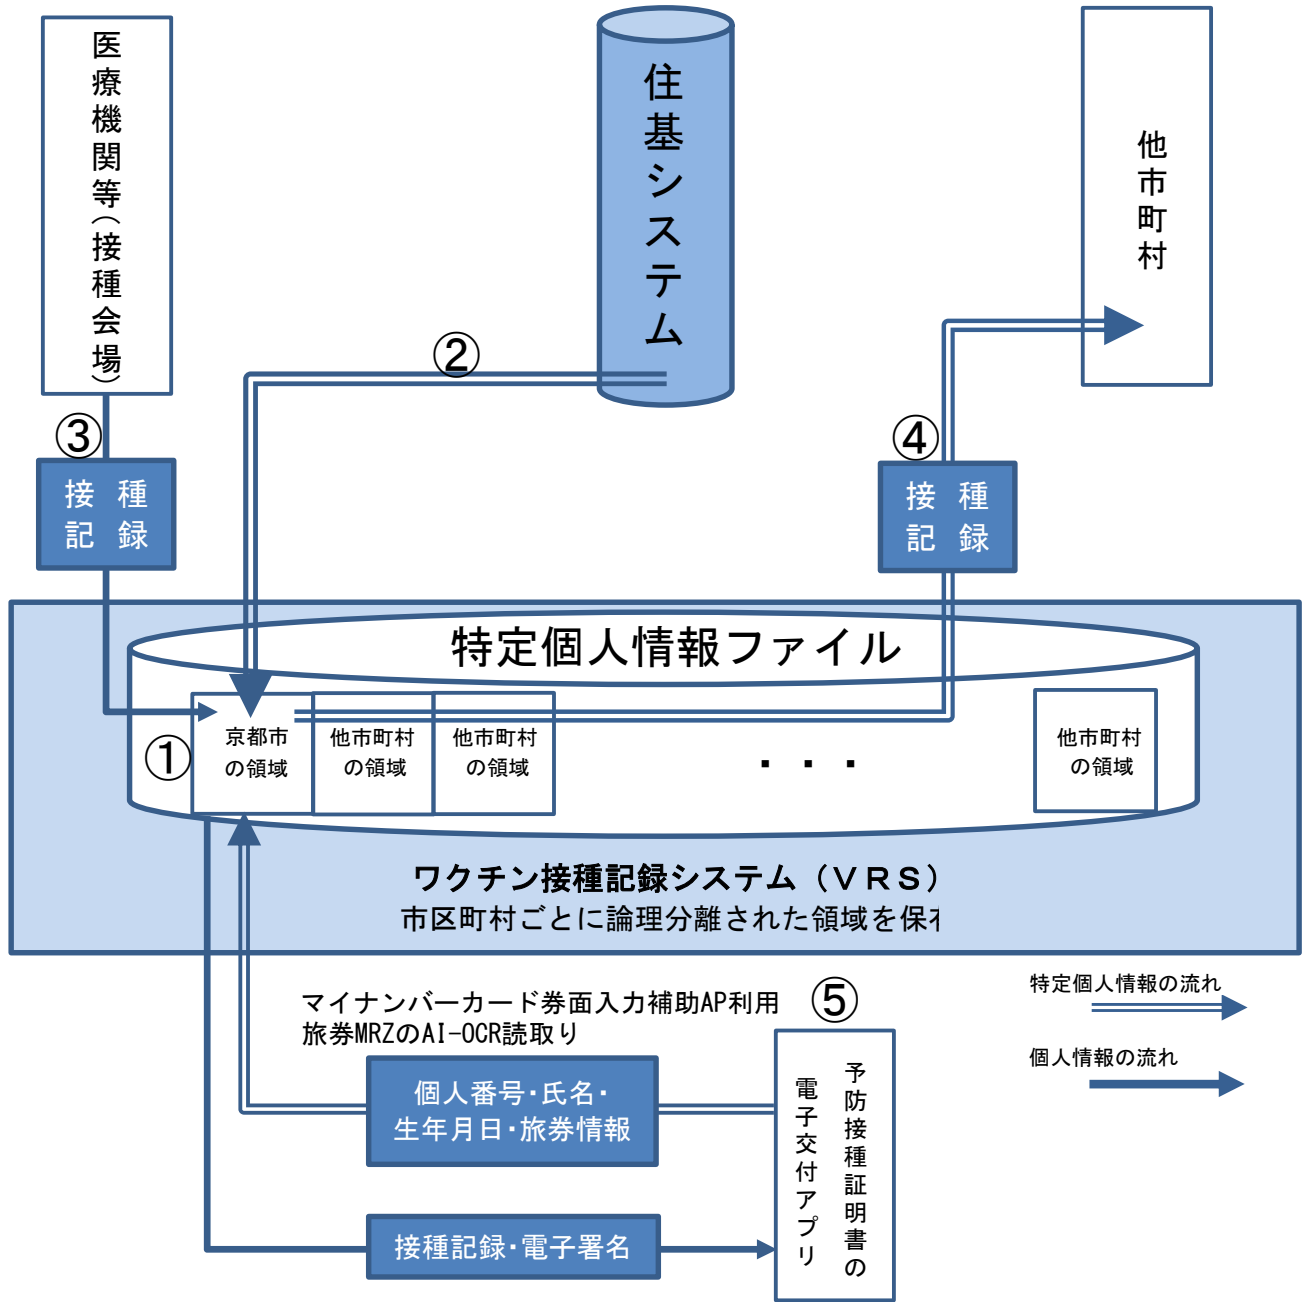 医療機関等（接種会場）
住基システム
他市町村
②
③
④
接種
記録
接種
記録
特定個人情報ファイル
①
京都市
の領域
他市町村
の領域
他市町村
の領域
・・・
他市町村
の領域
ワクチン接種記録システム（ＶＲＳ）
市区町村ごとに論理分離された領域を保有
マイナンバーカード券面入力補助AP利用
旅券MRZのAI-OCR読取り
⑤
特定個人情報の流れ
個人情報の流れ
個人番号・氏名・
生年月日・旅券情報
予防接種証明書の
電子交付アプリ
接種記録・電子署名